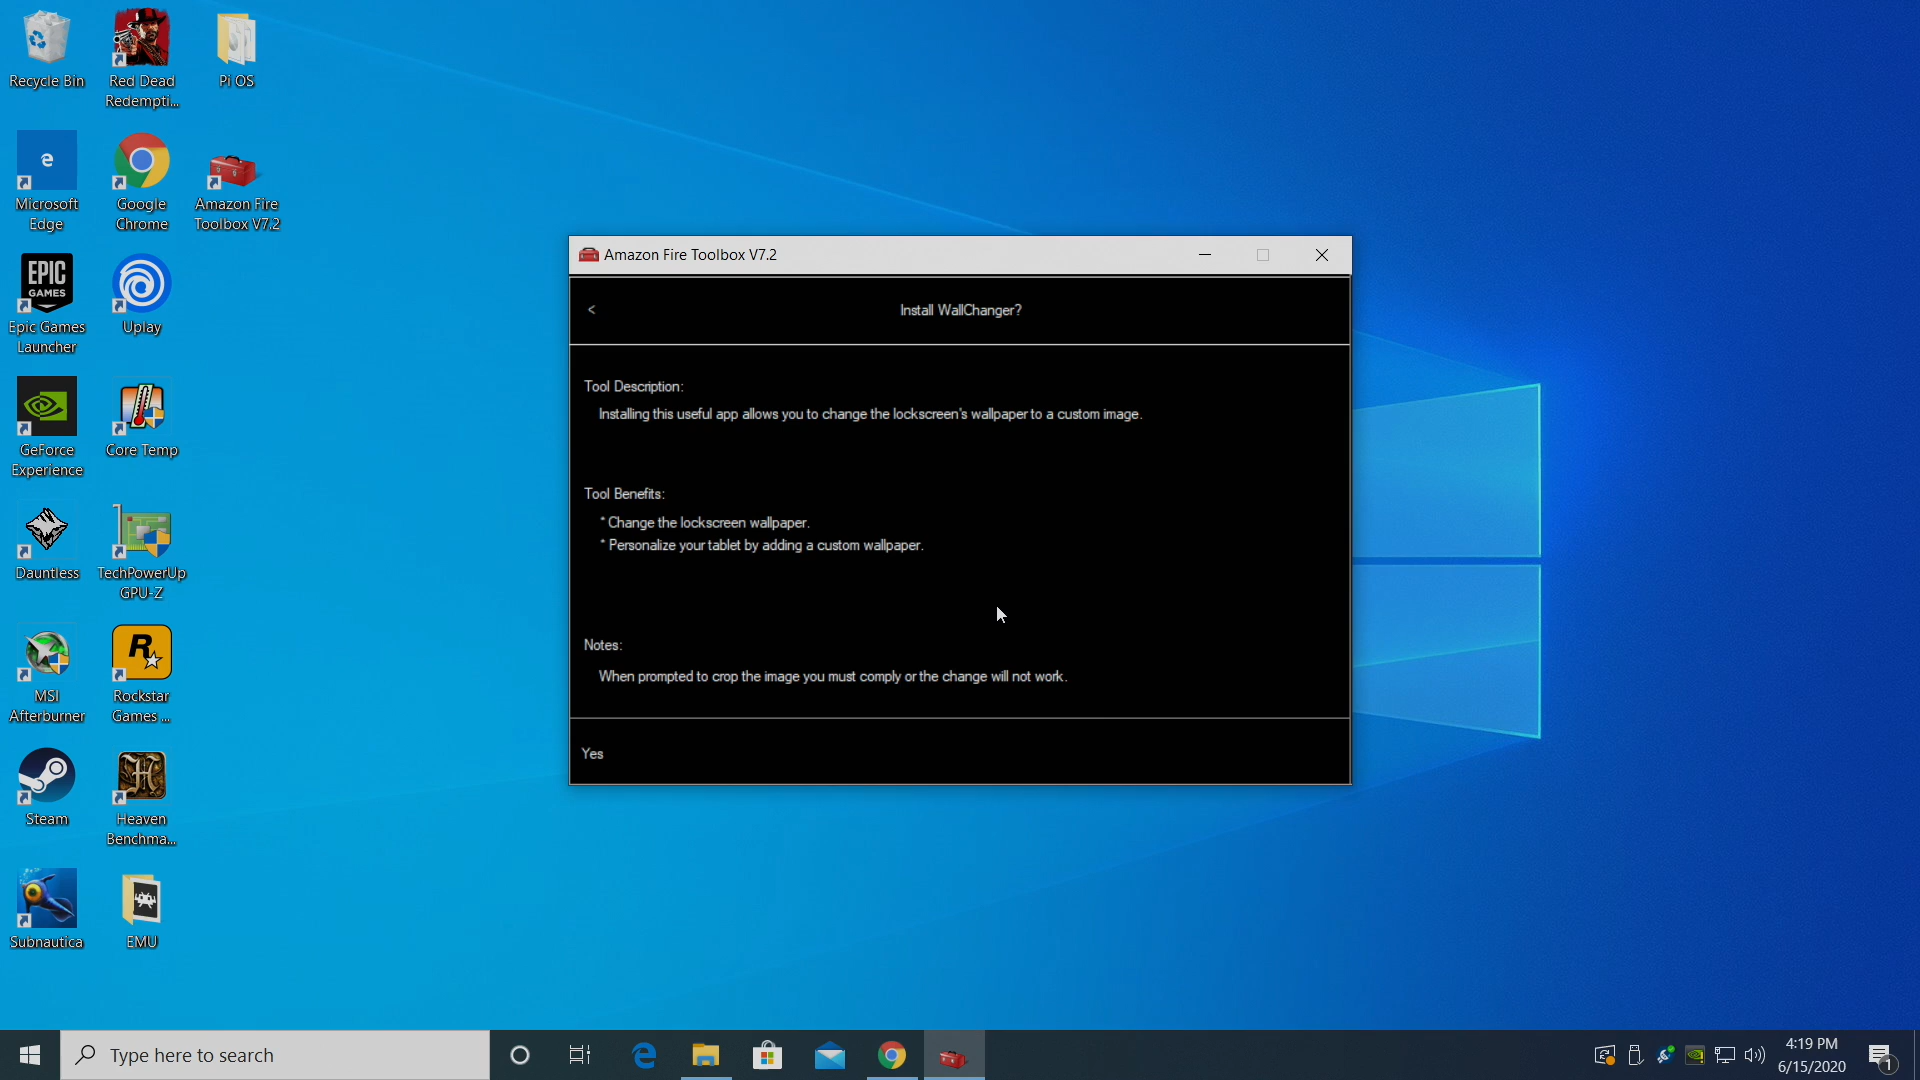 Recycle Bin
Red Dead
Redempti...
Pi OS
Microsoft
Edge
Google
Chrome
Amazon Fire
Toolbox V7.2
EPIC
GAMES
Epic Games
Launcher
Uplay
GeForce
Experience
Core Temp
Dauntless
TechPowerUp
GPU-Z
MSI
Afterburner
R
Rockstar
Games ...
Steam
Heaven
Benchma...
Subnautica
EMU
Amazon Fire Toolbox V7.2
<
Install WallChanger?
Tool Description:
Installing this useful app allows you to change the lockscreen's wallpaper to a custom image.
Tool Benefits:
* Change the lockscreen wallpaper.
* Personalize your tablet by adding a custom wallpaper.
Notes:
When prompted to crop the image you must comply or the change will not work.
Yes
Type here to search
4:19 PM
6/15/2020
1